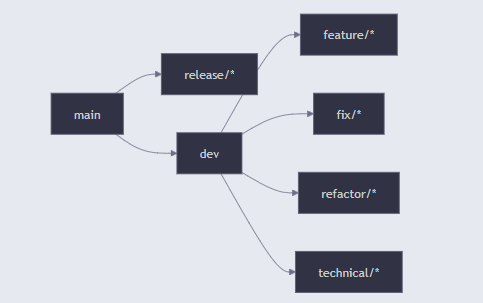 main
release/*
dev
feature/*
fix/*
refactor/*
technical/*